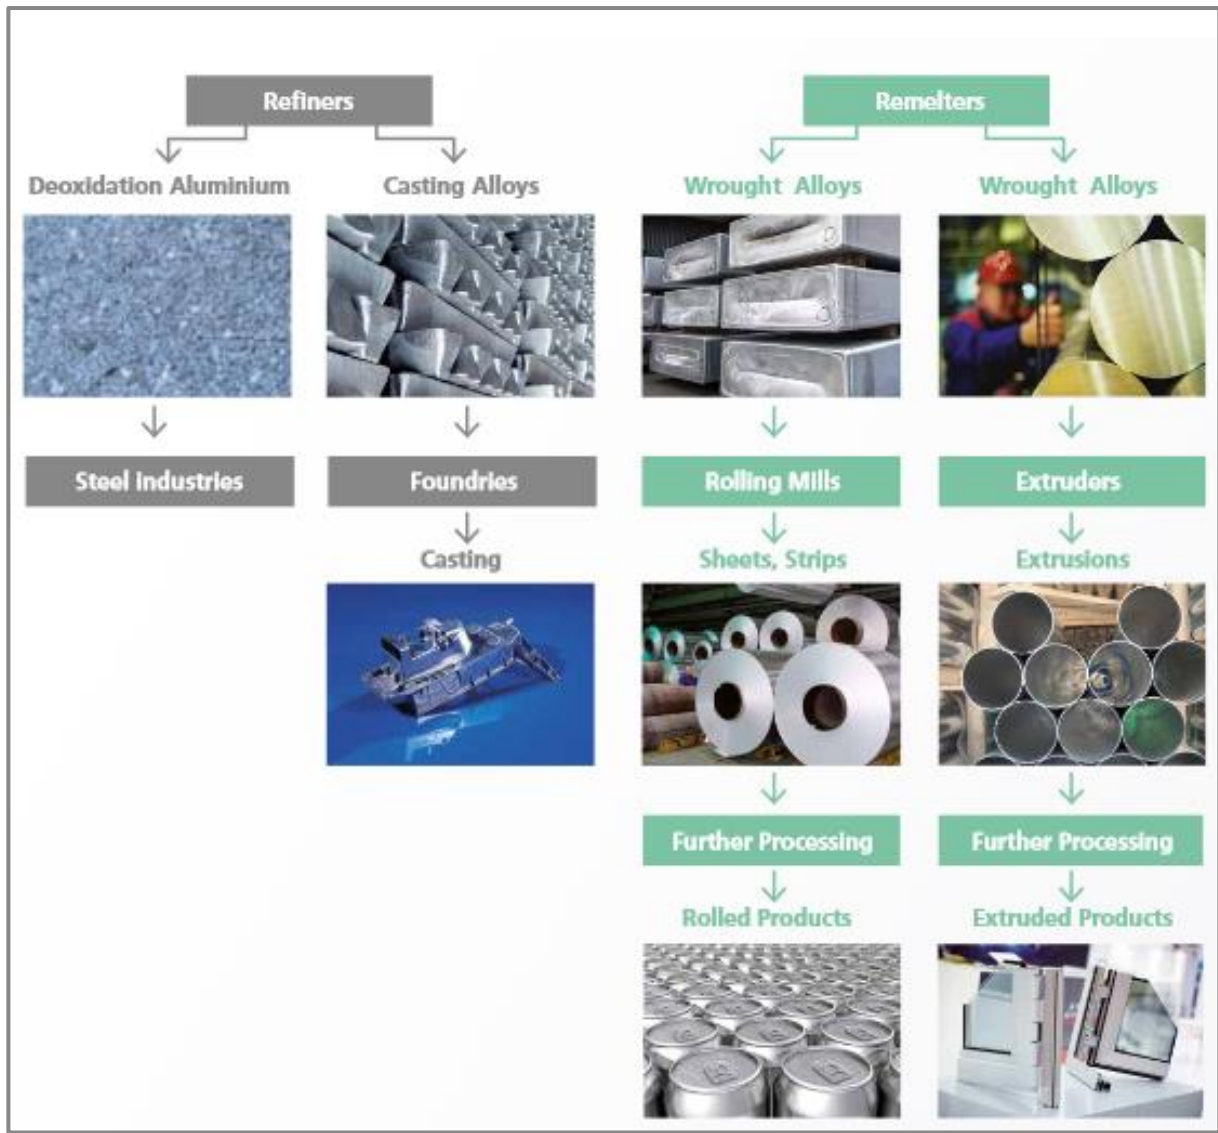 Refiners
Remelters
Deoxidation Aluminium
Casting Alloys
Wrought Alloys
Wrought Alloys
Steel industries
Foundries
Rolling Mills
Extruders
Casting
Sheets, Strips
Extrusions
Further Processing
Further Processing
Rolled Products
Extruded Products